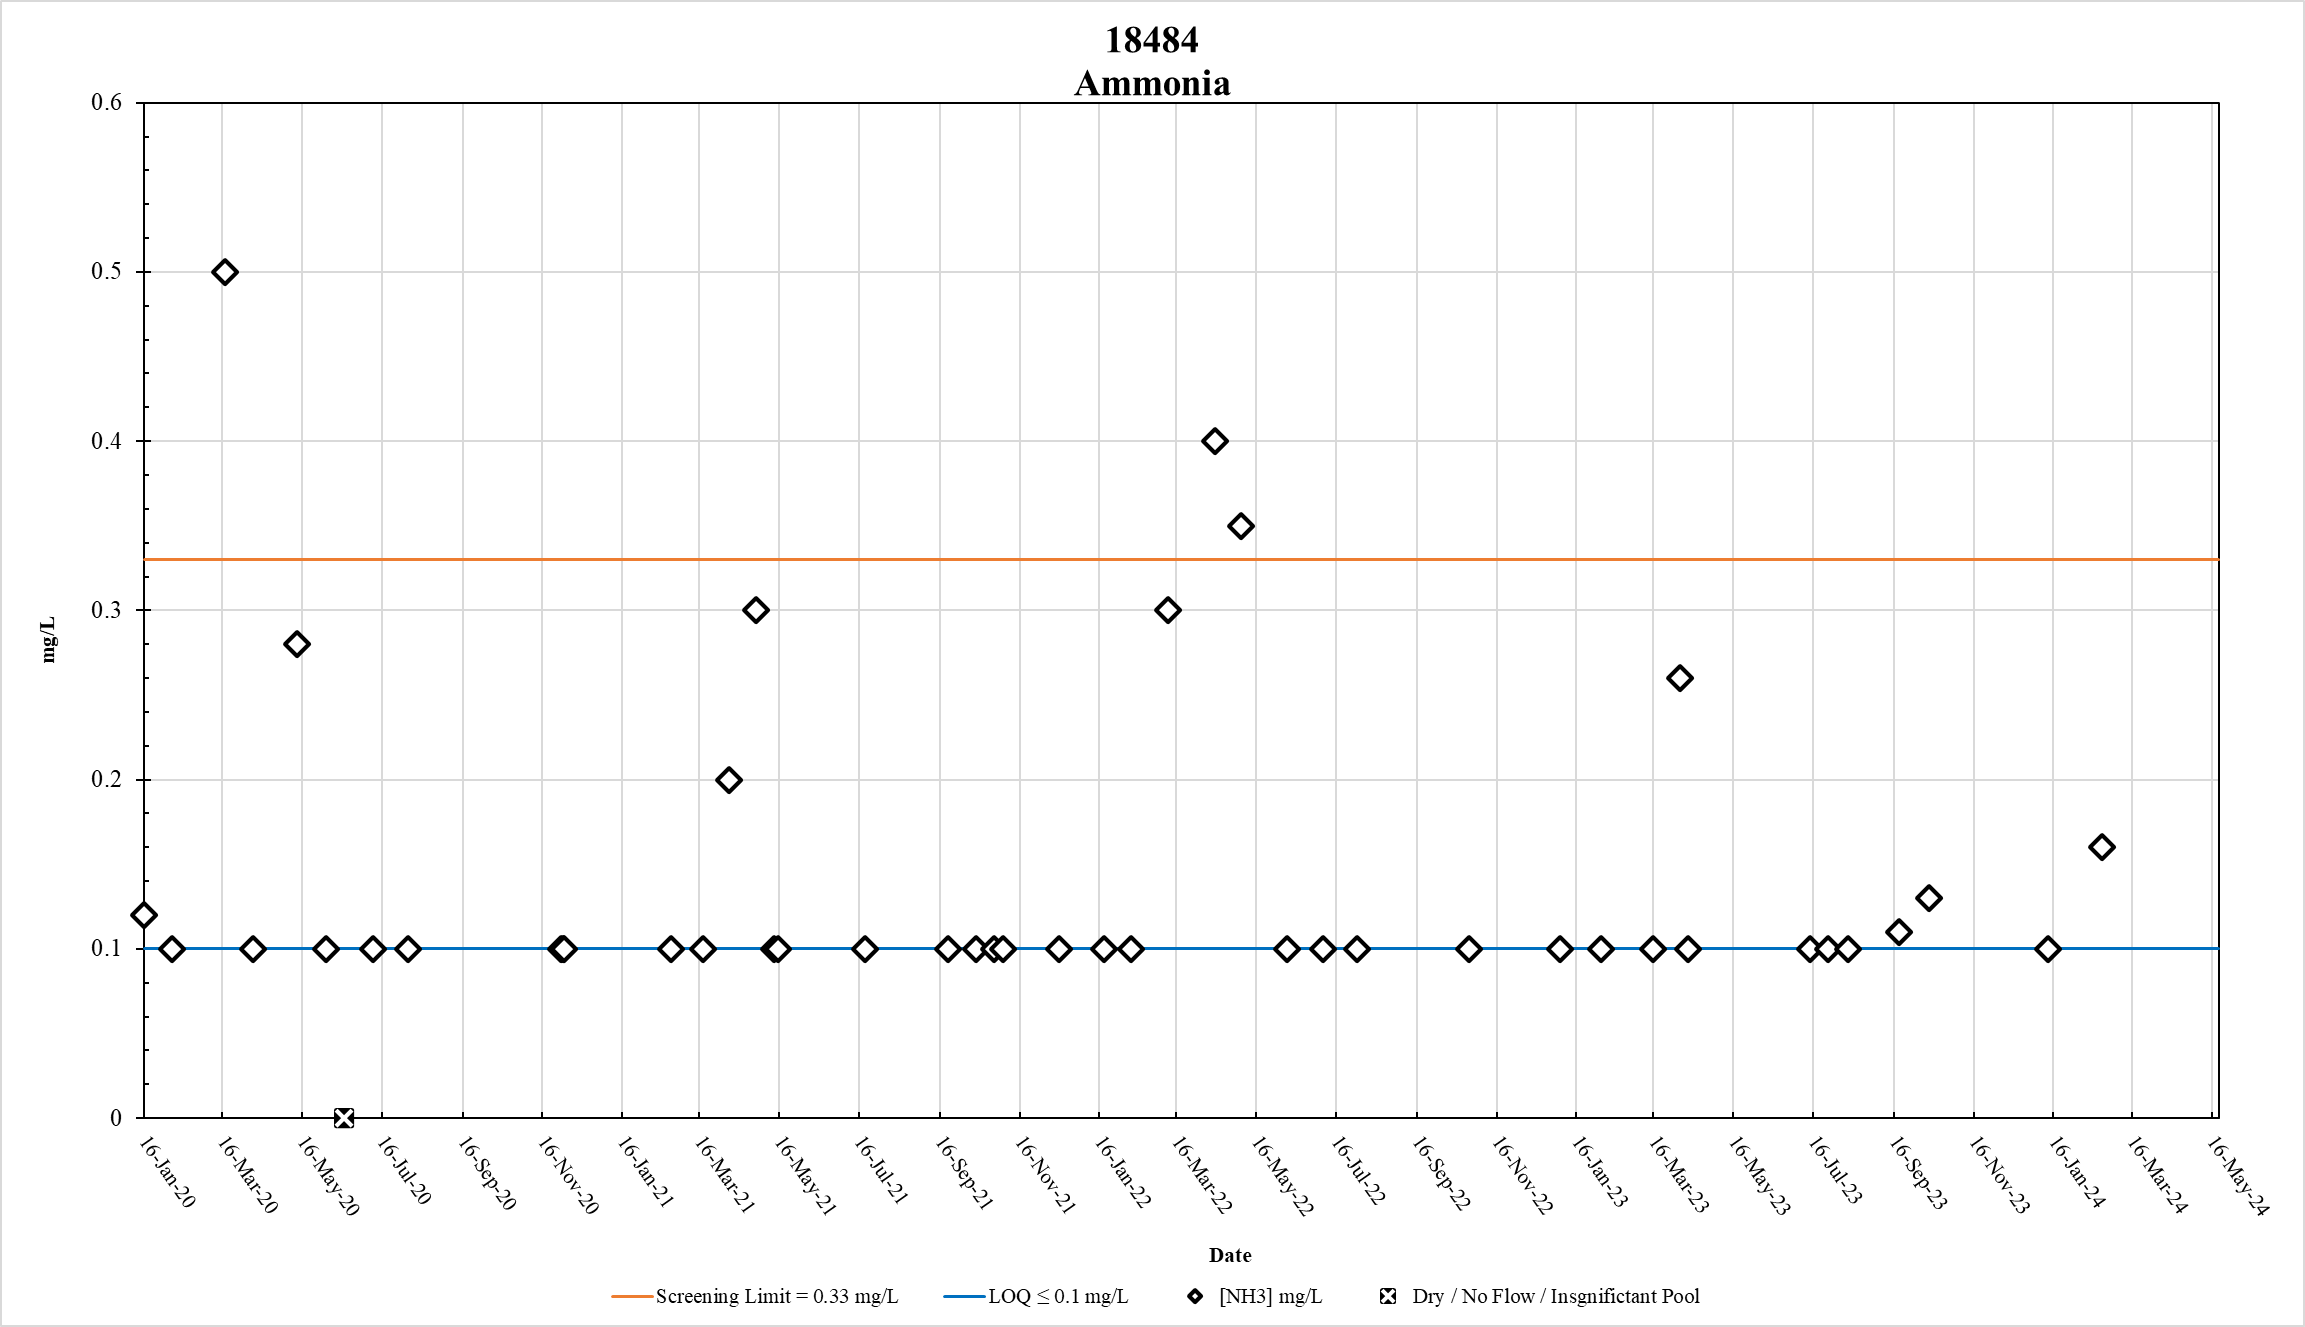 18484
Ammonia
0.6
0.5
0.4
0.3
0.2
0.1
0
mg/L
16-Jan-20
16-Mar-20
16-May-20
16-Jul-20
16-Sep-20
16-Nov-20
16-Jan-21
16-Mar-21
16-May-21
16-Jul-21
16-Sep-21
16-Nov-21
16-Jan-22
16-Mar-22
16-May-22
16-Jul-22
16-Sep-22
16-Nov-22
16-Jan-23
16-Mar-23
16-May-23
16-Jul-23
16-Sep-23
16-Nov-23
16-Jan-24
16-Mar-24
16-May-24
Date
Screening Limit = 0.33 mg/L
LOQ ≤ 0.1 mg/L
[NH3] mg/L
Dry / No Flow / Insgnifictant Pool